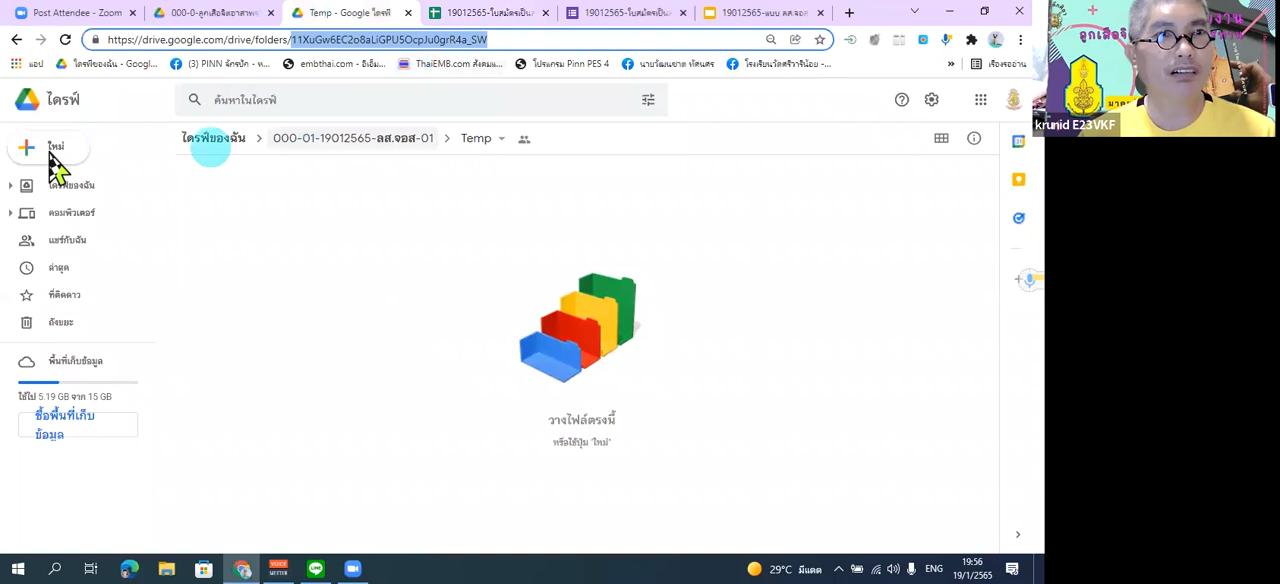 Post Attendee - Zoom
000-0-ลูกเสือจิตอาสาพระ
Temp - Google ไดรฟ์
19012565-ใบสมัครเป็น
19012565-ใบสมัครเป็น
19012565-แบบ ลส.จอส
https://drive.google.com/drive/folders/11XuGw6EC2o8aLiGPU5OcpJu0grR4a_SW
แอป
ไดรฟ์ของฉัน - Googl...
(3) PINN ผักขปัก - ท...
embthai.com - อีเอ็ม...
ThaiEMB.com สังคมม...
โปรแกรม Pinn PES 4
นายวัฒนชาต ทัศนตร
โรงเรียนวัดศรีวารีน้อย -...
»
เรื่องรออ่าน
ไดรฟ์
ค้นหาในไดรฟ์
ใหม่
ไดรฟ์ของฉัน
000-01-19012565-ลส.จอส-01
Temp
ไดรฟ์ของฉัน
คอมพิวเตอร์
แชร์กับฉัน
ล่าสุด
ที่ติดดาว
ถังขยะ
พื้นที่เก็บข้อมูล
ใช้ไป 5.19 GB จาก 15 GB
ซื้อพื้นที่เก็บ
ข้อมูล
วางไฟล์ตรงนี้
หรือใช้ปุ่ม 'ใหม่'
krunid E23VKF
29°C มีแดด
ENG
19:56
19/1/2565